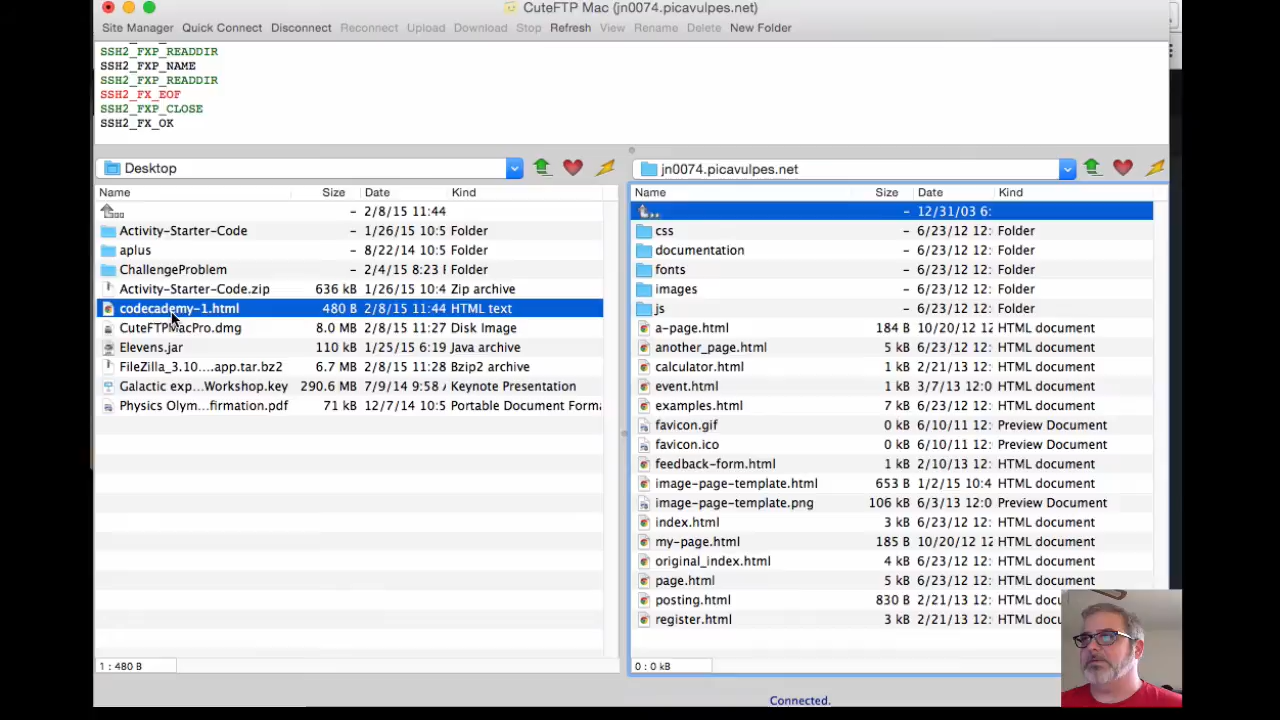 CuteFTP Mac (jn0074.picavulpes.net)
Site Manager Quick Connect Disconnect Reconnect Upload Download Stop Refresh View Rename Delete New Folder
SSH2_FXP_READDIR
SSH2_FXP_NAME
SSH2_FXP_READDIR
SSH2_FX_EOF
SSH2_FXP_CLOSE
SSH2_FX_OK
Desktop
Name Size Date Kind
– 2/8/15 11:44
Activity-Starter-Code – 1/26/15 10:5 Folder
aplus – 8/22/14 10:5 Folder
ChallengeProblem – 2/4/15 8:23 Folder
Activity-Starter-Code.zip 636 kB 1/26/15 10:4 Zip archive
codecademy-1.html 480 B 2/8/15 11:44 HTML text
CuteFTPMacPro.dmg 8.0 MB 2/8/15 11:27 Disk Image
Elevens.jar 110 kB 1/25/15 6:19 Java archive
FileZilla_3.10....app.tar.bz2 6.7 MB 2/8/15 11:28 Bzip2 archive
Galactic exp...Workshop.key 290.6 MB 7/9/14 9:58 Keynote Presentation
Physics Olym...firmation.pdf 71 kB 12/7/14 10:5 Portable Document Forma
1 : 480 B
jn0074.picavulpes.net
Name Size Date Kind
.. – 12/31/03 6:
css – 6/23/12 12: Folder
documentation – 6/23/12 12: Folder
fonts – 6/23/12 12: Folder
images – 6/23/12 12: Folder
js – 6/23/12 12: Folder
a-page.html 184 B 10/20/12 12 HTML document
another_page.html 5 kB 6/23/12 12: HTML document
calculator.html 1 kB 6/23/12 12: HTML document
event.html 1 kB 3/7/13 12:0 HTML document
examples.html 7 kB 6/23/12 12: HTML document
favicon.gif 0 kB 6/10/11 12: Preview Document
favicon.ico 0 kB 6/10/11 12: Preview Document
feedback-form.html 1 kB 2/10/13 12: HTML document
image-page-template.html 653 B 1/2/15 10:4 HTML document
image-page-template.png 106 kB 6/3/13 12:0 Preview Document
index.html 3 kB 6/23/12 12: HTML document
my-page.html 185 B 10/20/12 12 HTML document
original_index.html 4 kB 6/23/12 12: HTML document
page.html 5 kB 6/23/12 12: HTML document
posting.html 830 B 2/21/13 12: HTML docu
register.html 3 kB 2/21/13 12: HTML docu
0 : 0 kB
Connected.